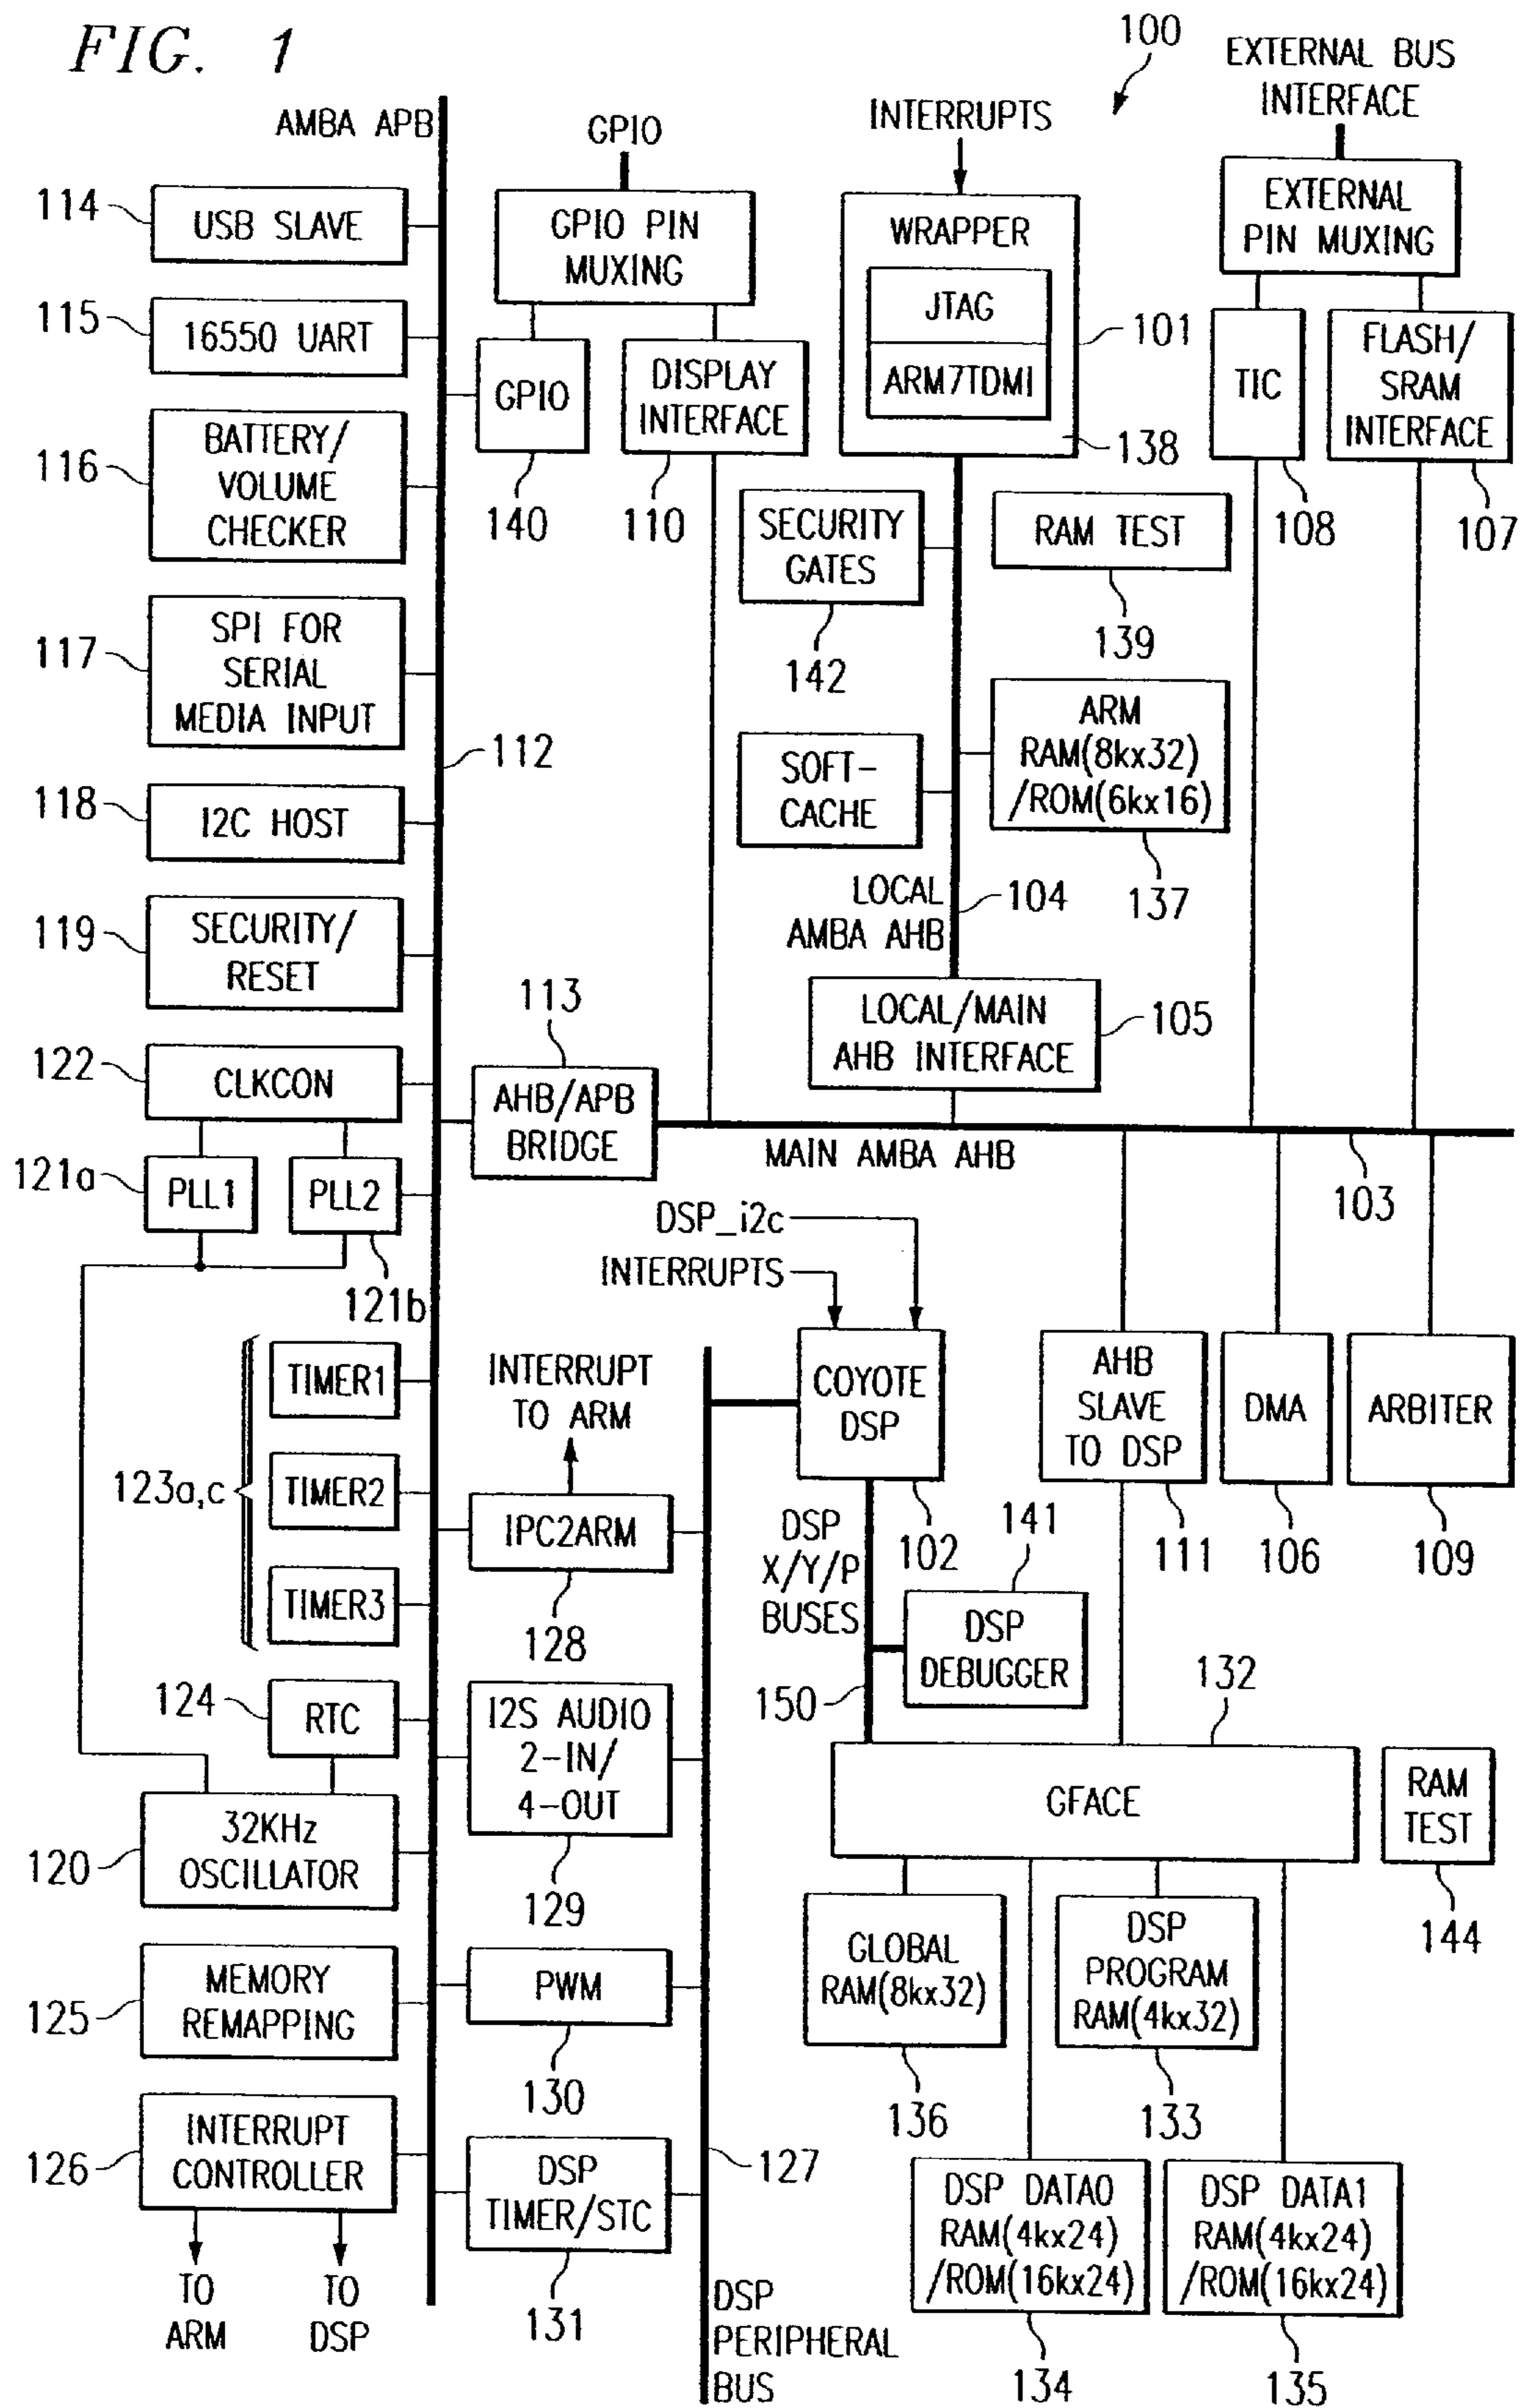 FIG. 1
100
EXTERNAL BUS
INTERFACE
AMBA APB
GPIO
INTERRUPTS
114
USB SLAVE
GPIO PIN
MUXING
WRAPPER
JTAG
ARM7TDMI
101
138
EXTERNAL
PIN MUXING
115
16550 UART
GPIO
140
DISPLAY
INTERFACE
110
TIC
108
FLASH/
SRAM
INTERFACE
107
116
BATTERY/
VOLUME
CHECKER
SECURITY
GATES
142
RAM TEST
139
117
SPI FOR
SERIAL
MEDIA INPUT
112
SOFT-
CACHE
ARM
RAM(8kx32)
/ROM(6kx16)
137
118
I2C HOST
LOCAL
AMBA AHB
104
119
SECURITY/
RESET
113
LOCAL/MAIN
AHB INTERFACE
105
122
CLKCON
AHB/APB
BRIDGE
MAIN AMBA AHB
103
121a
PLL1
PLL2
121b
DSP_i2c
INTERRUPTS
123a,c
TIMER1
TIMER2
TIMER3
INTERRUPT
TO ARM
IPC2ARM
128
COYOTE
DSP
102
AHB
SLAVE
TO DSP
111
DMA
106
ARBITER
109
DSP
X/Y/P
BUSES
141
DSP
DEBUGGER
150
132
124
RTC
I2S AUDIO
2-IN/
4-OUT
129
GFACE
RAM
TEST
144
120
32KHz
OSCILLATOR
125
MEMORY
REMAPPING
PWM
130
GLOBAL
RAM(8kx32)
136
DSP
PROGRAM
RAM(4kx32)
133
126
INTERRUPT
CONTROLLER
TO
ARM
TO
DSP
DSP
TIMER/STC
131
127
DSP
PERIPHERAL
BUS
DSP DATA0
RAM(4kx24)
/ROM(16kx24)
134
DSP DATA1
RAM(4kx24)
/ROM(16kx24)
135